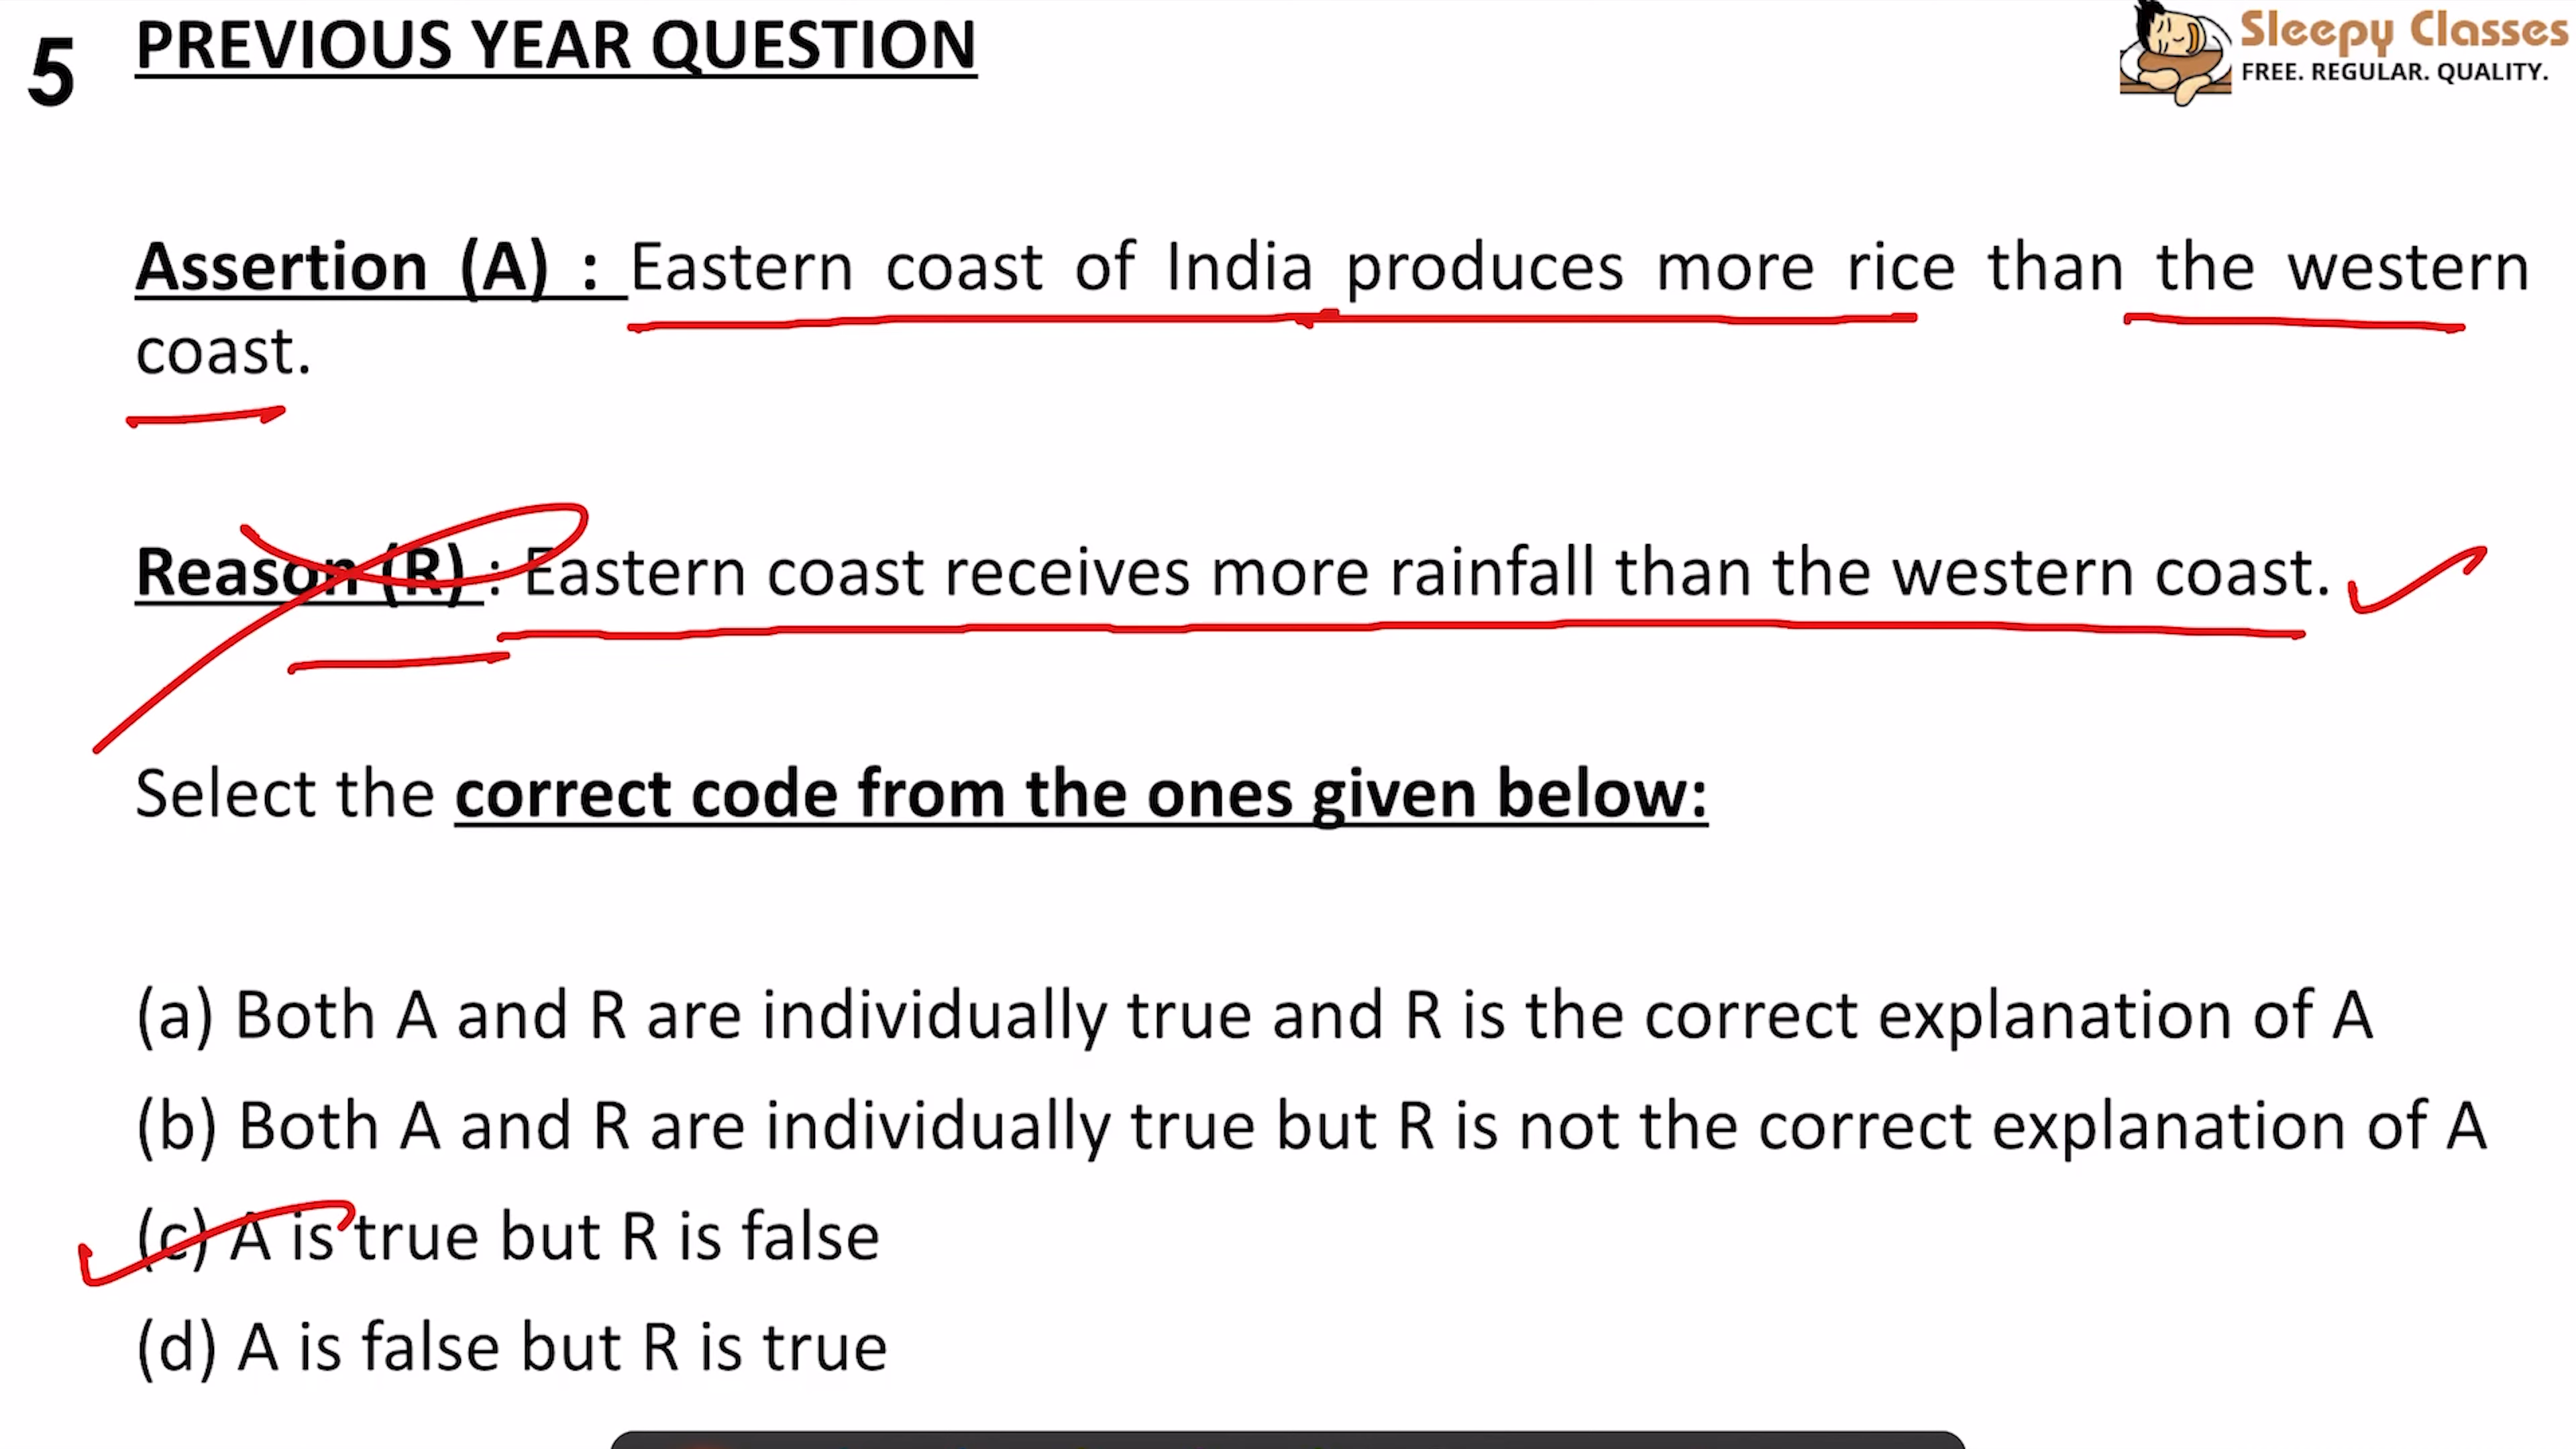 5 PREVIOUS YEAR QUESTION
Sleepy Classes
FREE. REGULAR. QUALITY.
Assertion (A) : Eastern coast of India produces more rice than the western
coast.
Reason (R) : Eastern coast receives more rainfall than the western coast.
Select the correct code from the ones given below:
(a) Both A and R are individually true and R is the correct explanation of A
(b) Both A and R are individually true but R is not the correct explanation of A
(c) A is true but R is false
(d) A is false but R is true